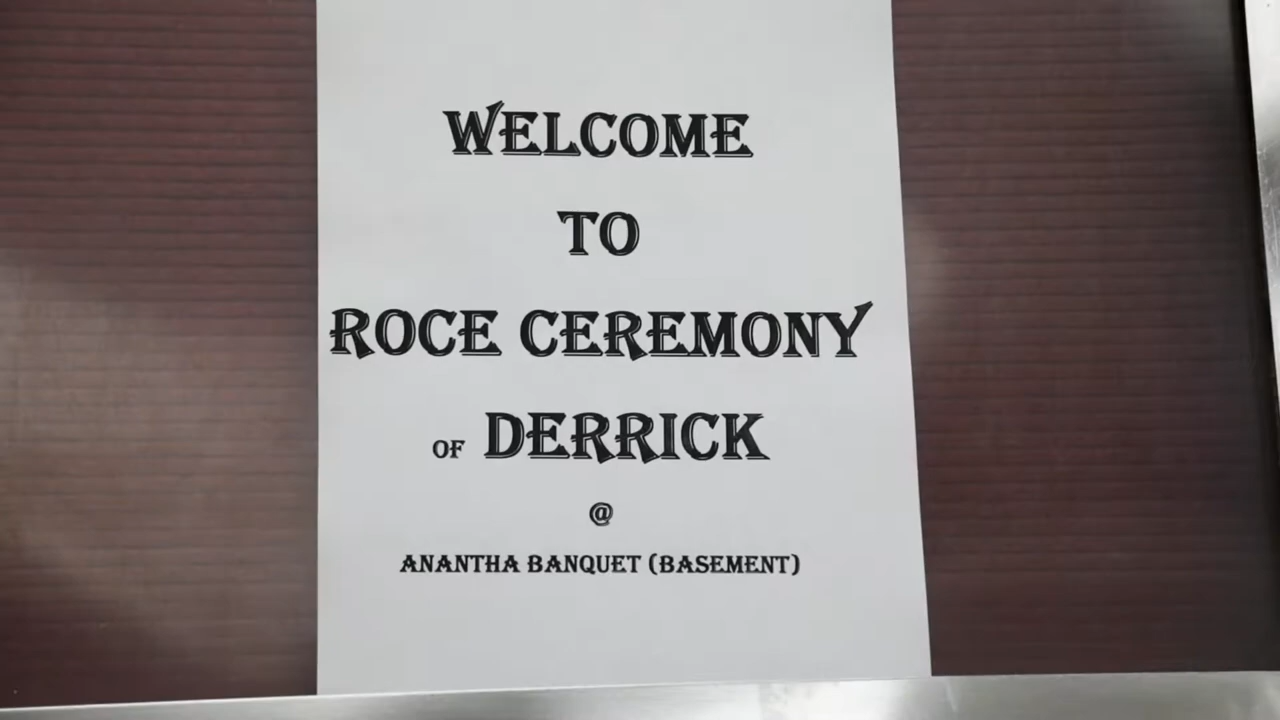 WELCOME
TO
ROCE CEREMONY
OF DERRICK
@
ANANTHA BANQUET (BASEMENT)